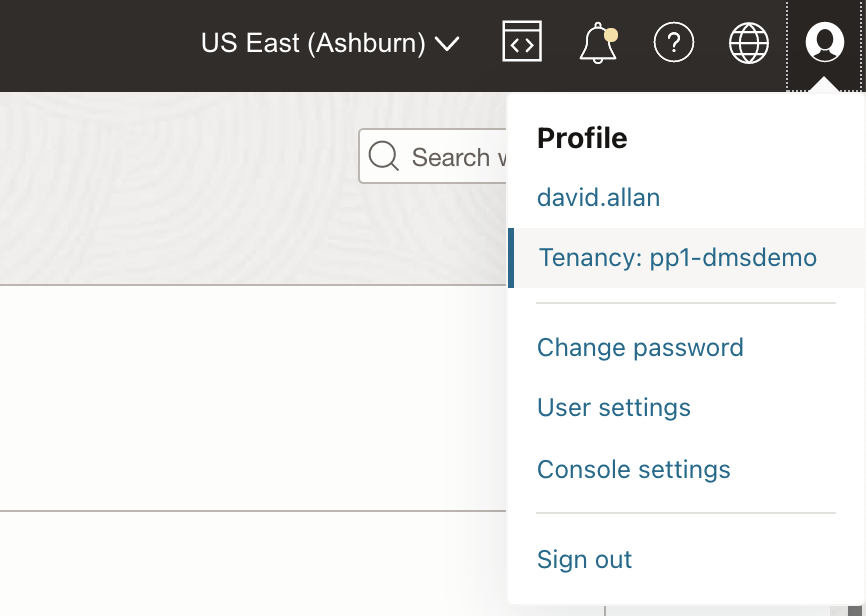 US East (Ashburn)
Search
Profile
david.allan
Tenancy: pp1-dmsdemo
Change password
User settings
Console settings
Sign out